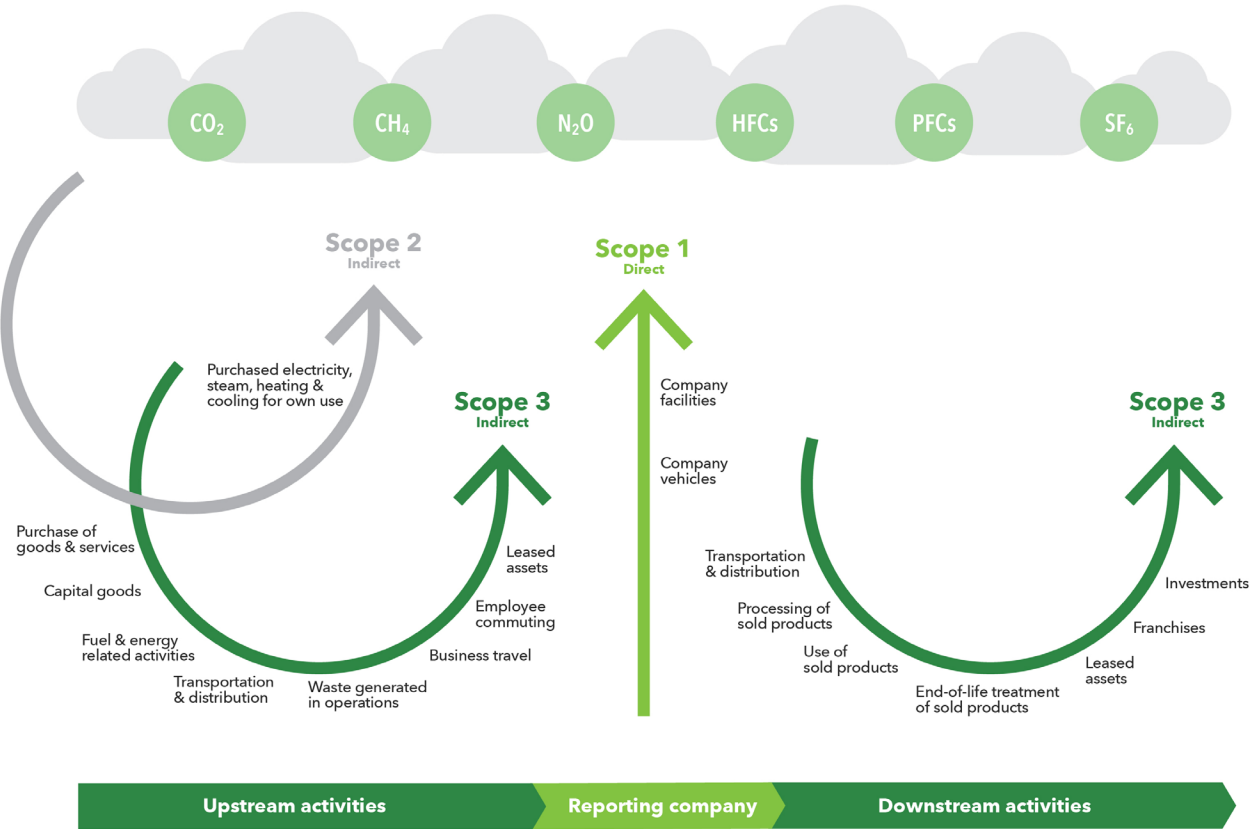 CO₂
CH₄
N₂O
HFCs
PFCs
SF₆
Scope 2
Indirect
Scope 1
Direct
Purchased electricity,
steam, heating &
cooling for own use
Scope 3
Indirect
Company
facilities
Company
vehicles
Scope 3
Indirect
Purchase of
goods & services
Capital goods
Fuel & energy
related activities
Transportation
& distribution
Waste generated
in operations
Business travel
Employee
commuting
Leased
assets
Transportation
& distribution
Processing of
sold products
Use of
sold products
End-of-life treatment
of sold products
Leased
assets
Franchises
Investments
Upstream activities
Reporting company
Downstream activities